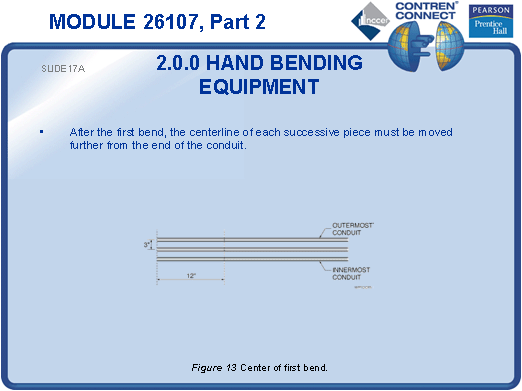 MODULE 26107, Part 2
nccer
CONTREN®
CONNECT
PEARSON
Prentice
Hall
SLIDE 17A
2.0.0 HAND BENDING
EQUIPMENT
• After the first bend, the centerline of each successive piece must be moved
further from the end of the conduit.
OUTERMOST
CONDUIT
3"
12"
INNERMOST
CONDUIT
Figure 13 Center of first bend.